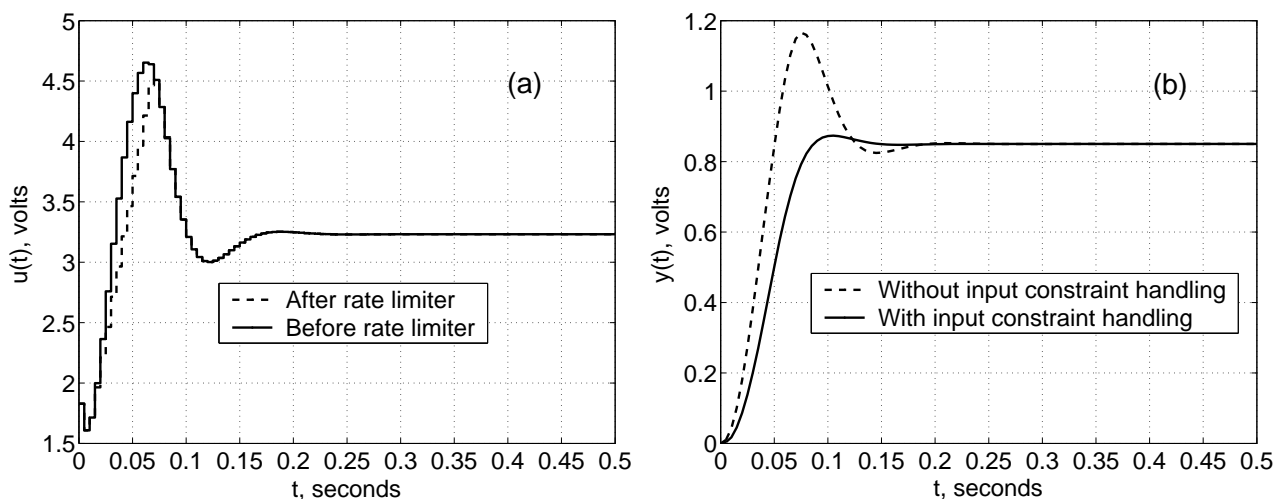 (a)
u(t), volts
5
4.5
4
3.5
3
2.5
2
1.5
After rate limiter
Before rate limiter
0 0.05 0.1 0.15 0.2 0.25 0.3 0.35 0.4 0.45 0.5
t, seconds
(b)
y(t), volts
1.2
1
0.8
0.6
0.4
0.2
0
Without input constraint handling
With input constraint handling
0 0.05 0.1 0.15 0.2 0.25 0.3 0.35 0.4 0.45 0.5
t, seconds